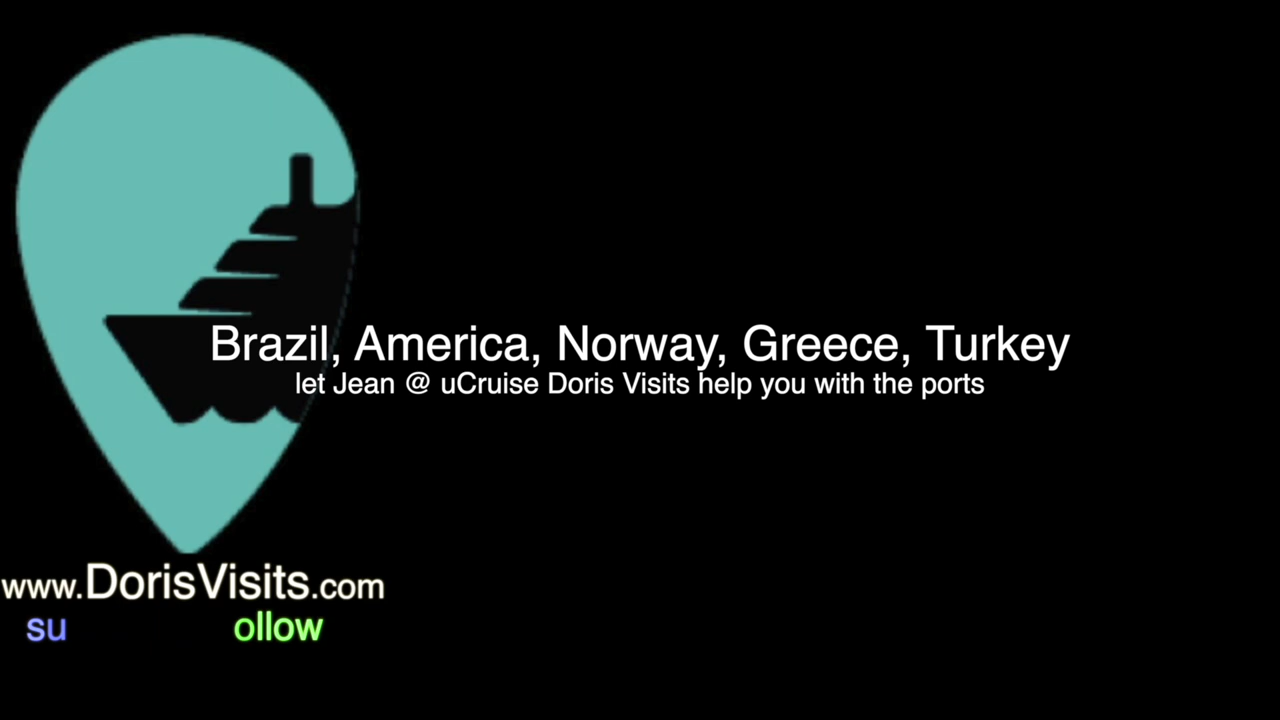 Brazil, America, Norway, Greece, Turkey
let Jean @ uCruise Doris Visits help you with the ports
www.DorisVisits.com
su ollow